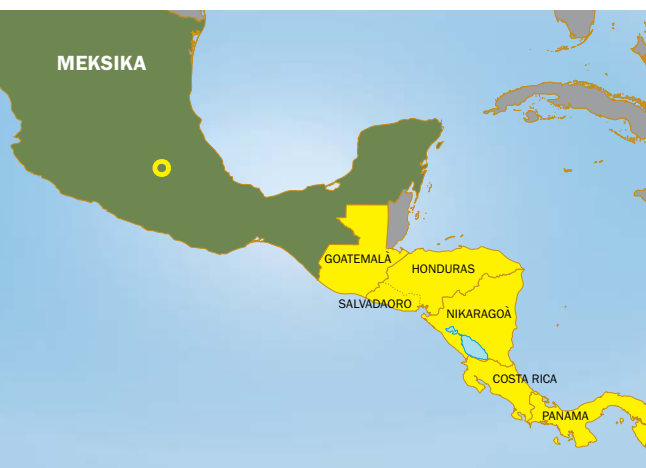 MEKSIKA
GOATEMALÀ
HONDURAS
SALVADAORO
NIKARAGOÀ
COSTA RICA
PANAMA